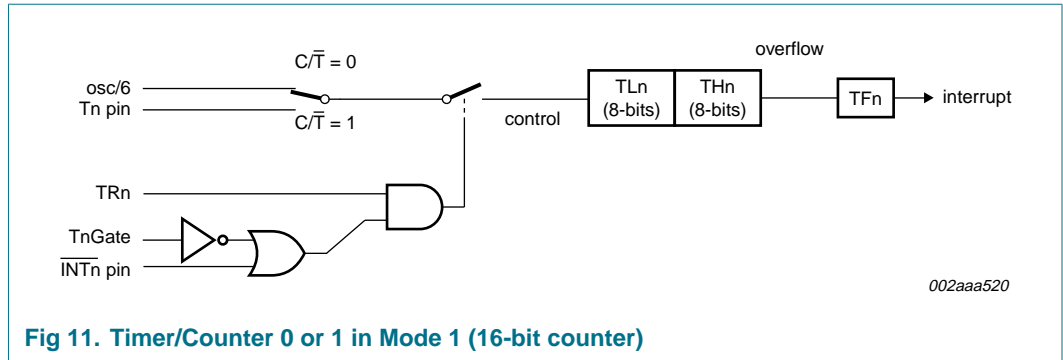 overflow
C/T̅ = 0
osc/6
Tn pin
C/T̅ = 1
control
TLn
(8-bits)
THn
(8-bits)
TFn
interrupt
TRn
TnGate
I̅N̅T̅n̅ pin
002aaa520
Fig 11. Timer/Counter 0 or 1 in Mode 1 (16-bit counter)